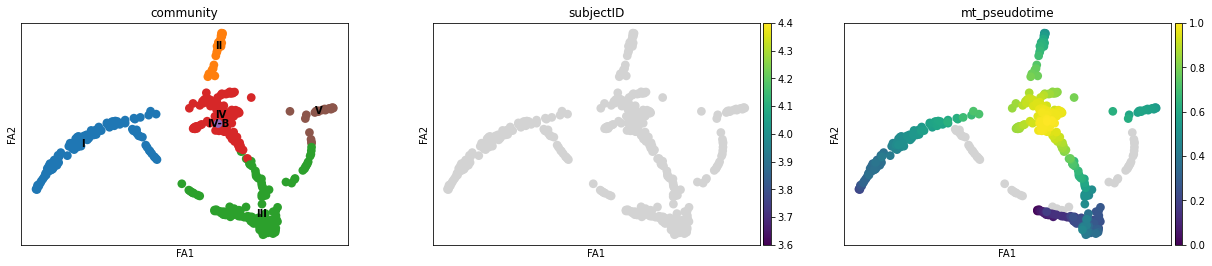 community
II
IV
IV-B
V
I
III
FA2
FA1
subjectID
FA2
FA1
4.4
4.3
4.2
4.1
4.0
3.9
3.8
3.7
3.6
mt_pseudotime
FA2
FA1
1.0
0.8
0.6
0.4
0.2
0.0